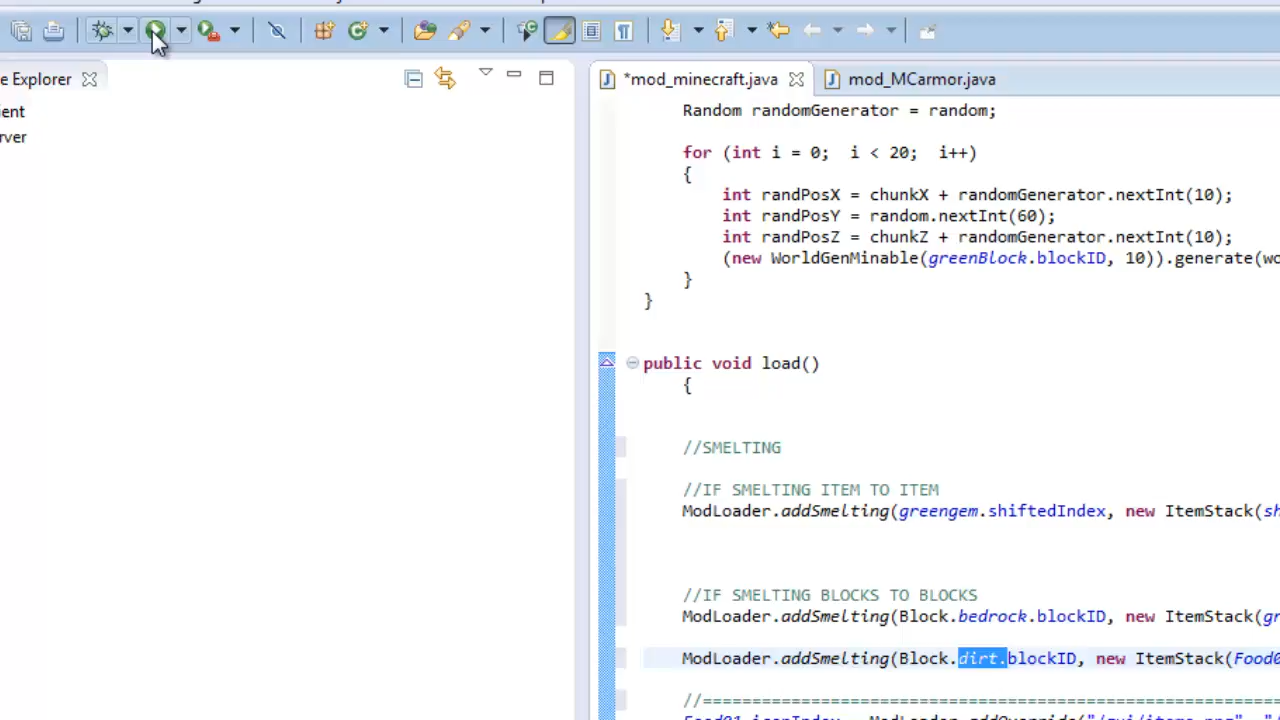 e Explorer
*mod_minecraft.java
mod_MCarmor.java
ient
rver
Random randomGenerator = random;
for (int i = 0;  i < 20;  i++)
{
int randPosX = chunkX + randomGenerator.nextInt(10);
int randPosY = random.nextInt(60);
int randPosZ = chunkZ + randomGenerator.nextInt(10);
(new WorldGenMinable(greenBlock.blockID, 10)).generate(wo
}
}
public void load()
{
//SMELTING
//IF SMELTING ITEM TO ITEM
ModLoader.addSmelting(greengem.shiftedIndex, new ItemStack(sh
//IF SMELTING BLOCKS TO BLOCKS
ModLoader.addSmelting(Block.bedrock.blockID, new ItemStack(gr
ModLoader.addSmelting(Block.dirt.blockID, new ItemStack(Food0